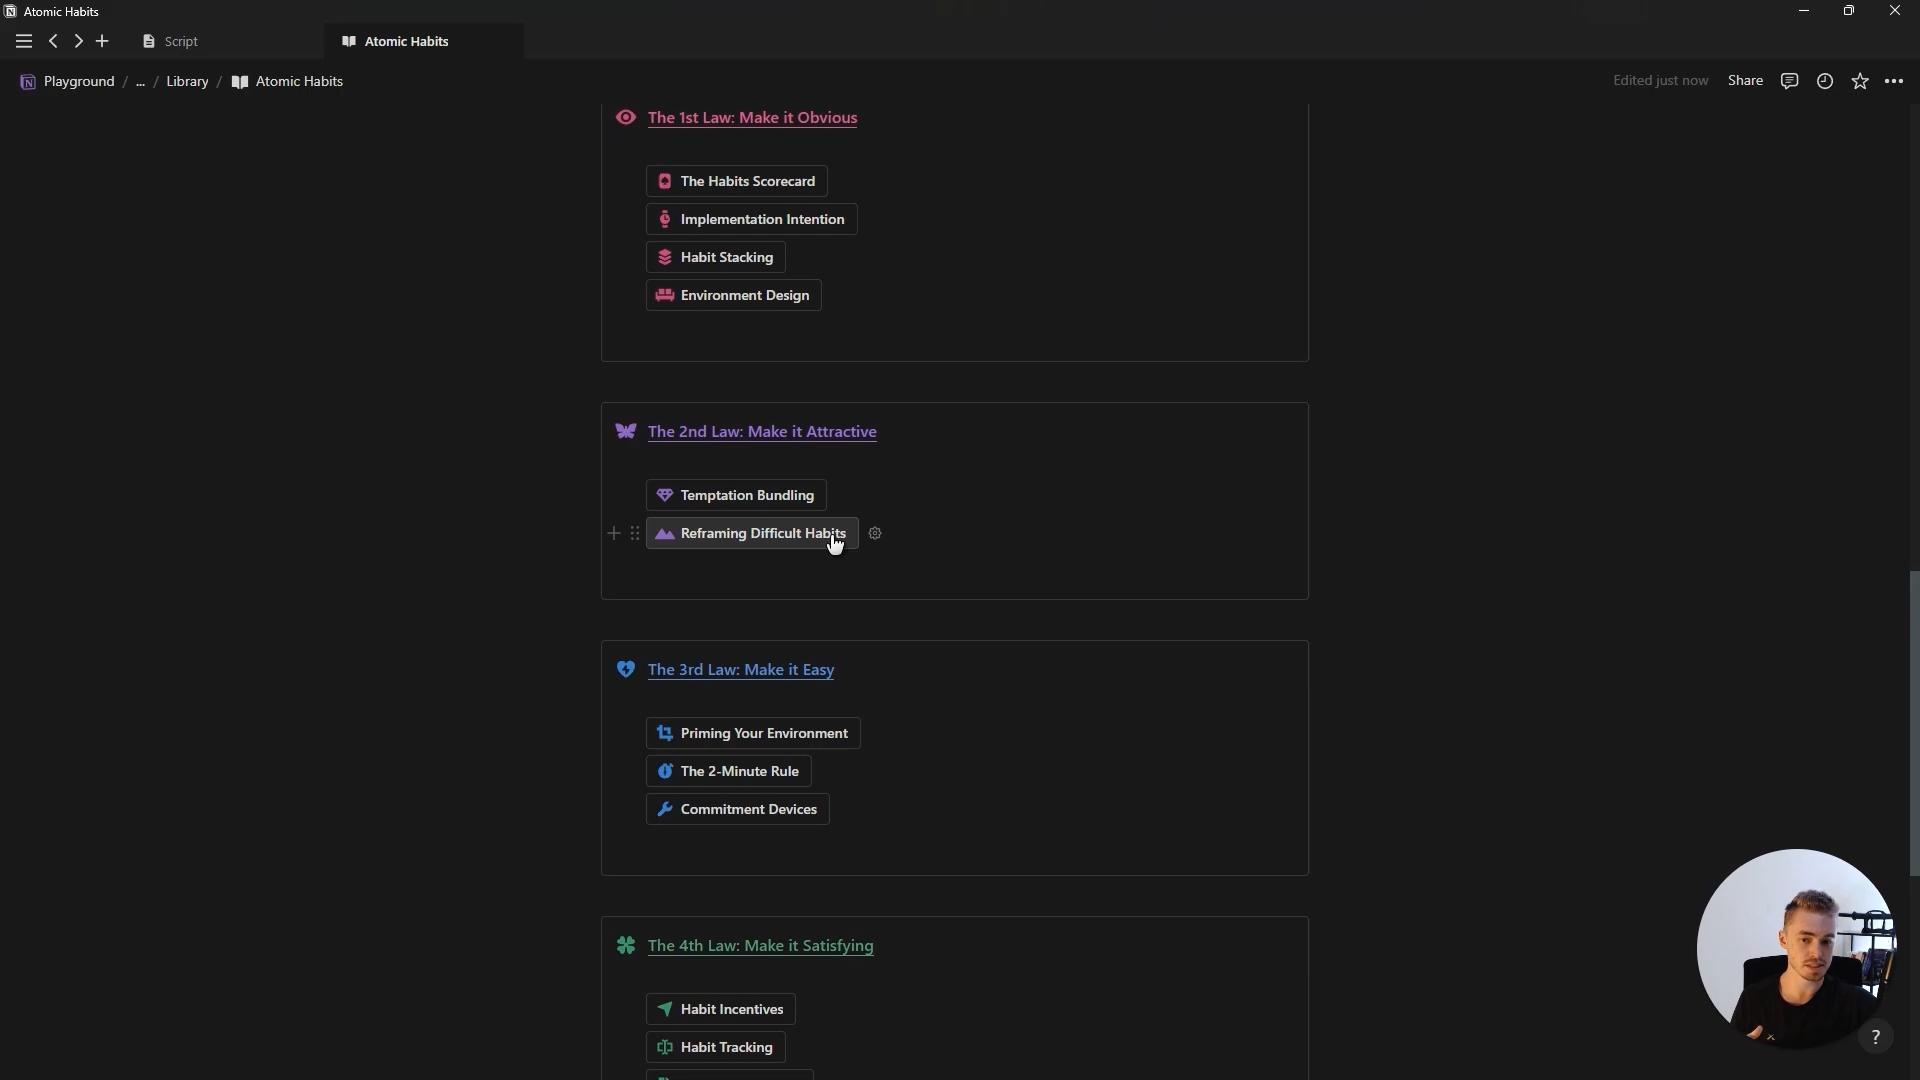 Atomic Habits
Script
Atomic Habits
Playground / ... / Library / Atomic Habits
Edited just now
Share
The 1st Law: Make it Obvious
The Habits Scorecard
Implementation Intention
Habit Stacking
Environment Design
The 2nd Law: Make it Attractive
Temptation Bundling
Reframing Difficult Habits
The 3rd Law: Make it Easy
Priming Your Environment
The 2-Minute Rule
Commitment Devices
The 4th Law: Make it Satisfying
Habit Incentives
Habit Tracking
?